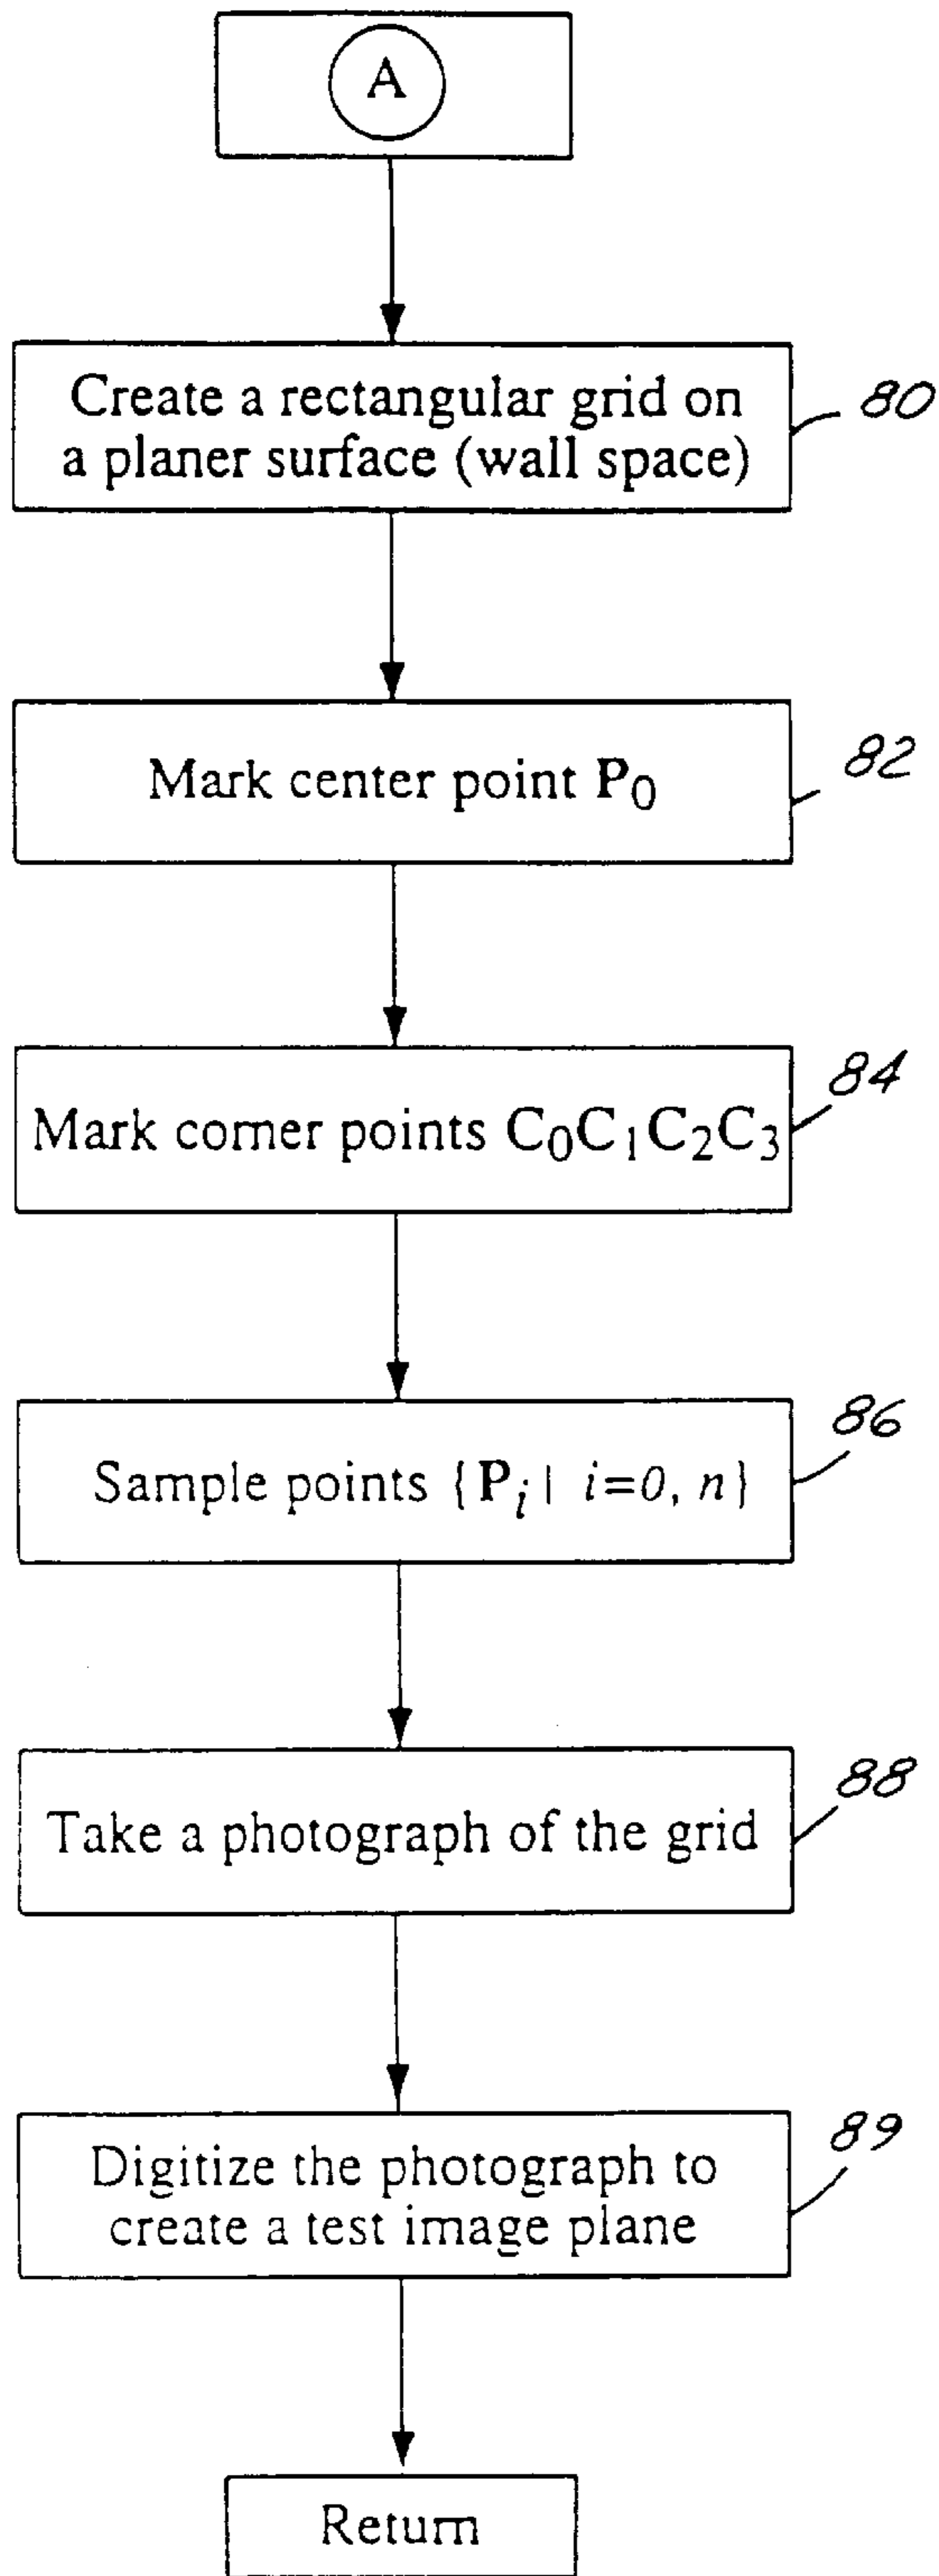 A
Create a rectangular grid on
a planer surface (wall space)
80
Mark center point P₀
82
Mark corner points C₀C₁C₂C₃
84
Sample points {Pᵢ | i=0, n}
86
Take a photograph of the grid
88
Digitize the photograph to
create a test image plane
89
Return